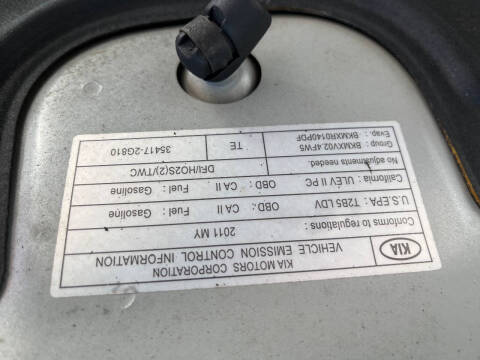 KIA
KIA MOTORS CORPORATION
VEHICLE EMISSION CONTROL INFORMATION
Conforms to regulations: 2011 MY
U.S.EPA: T2B5 LDV OBD: CA II Fuel: Gasoline
California: ULEV II PC OBD: CA II Fuel: Gasoline
No adjustments needed. DFI/HO2S(2)/TWC
Group: BKMXV02.4FW5
Evap: BKMXR0140PDF
TE
35417-2G810